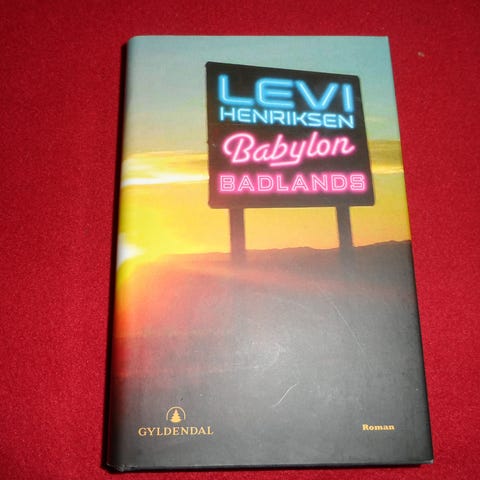 LEVI
HENRIKSEN
Babylon
BADLANDS
GYLDENDAL
Roman